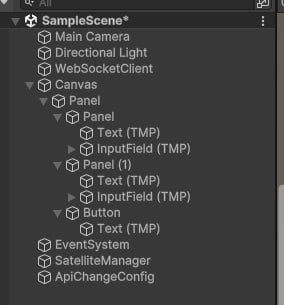 All
SampleScene*
Main Camera
Directional Light
WebSocketClient
Canvas
Panel
Panel
Text (TMP)
InputField (TMP)
Panel (1)
Text (TMP)
InputField (TMP)
Button
Text (TMP)
EventSystem
SatelliteManager
ApiChangeConfig